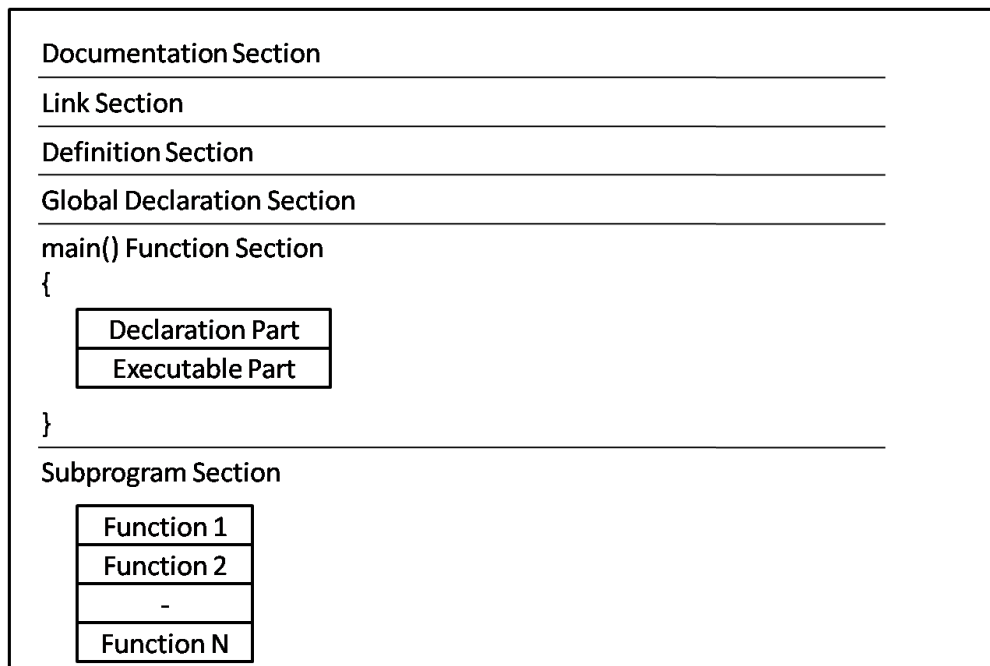 Documentation Section
Link Section
Definition Section
Global Declaration Section
main() Function Section
{
Declaration Part
Executable Part
}
Subprogram Section
Function 1
Function 2
-
Function N